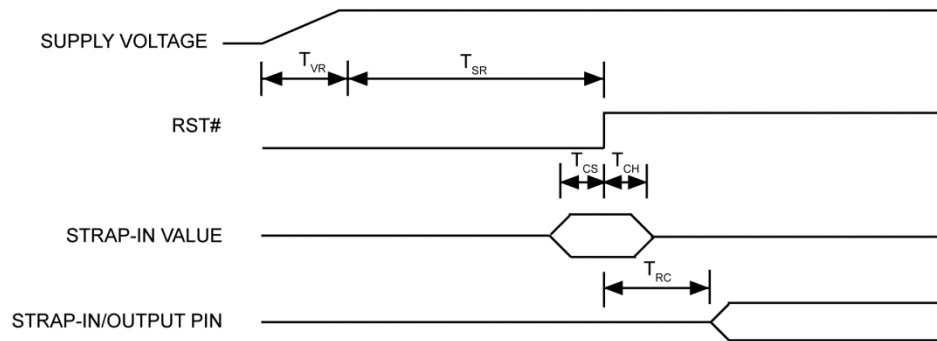 SUPPLY VOLTAGE
TVR
TSR
RST#
TCS TCH
STRAP-IN VALUE
TRC
STRAP-IN/OUTPUT PIN